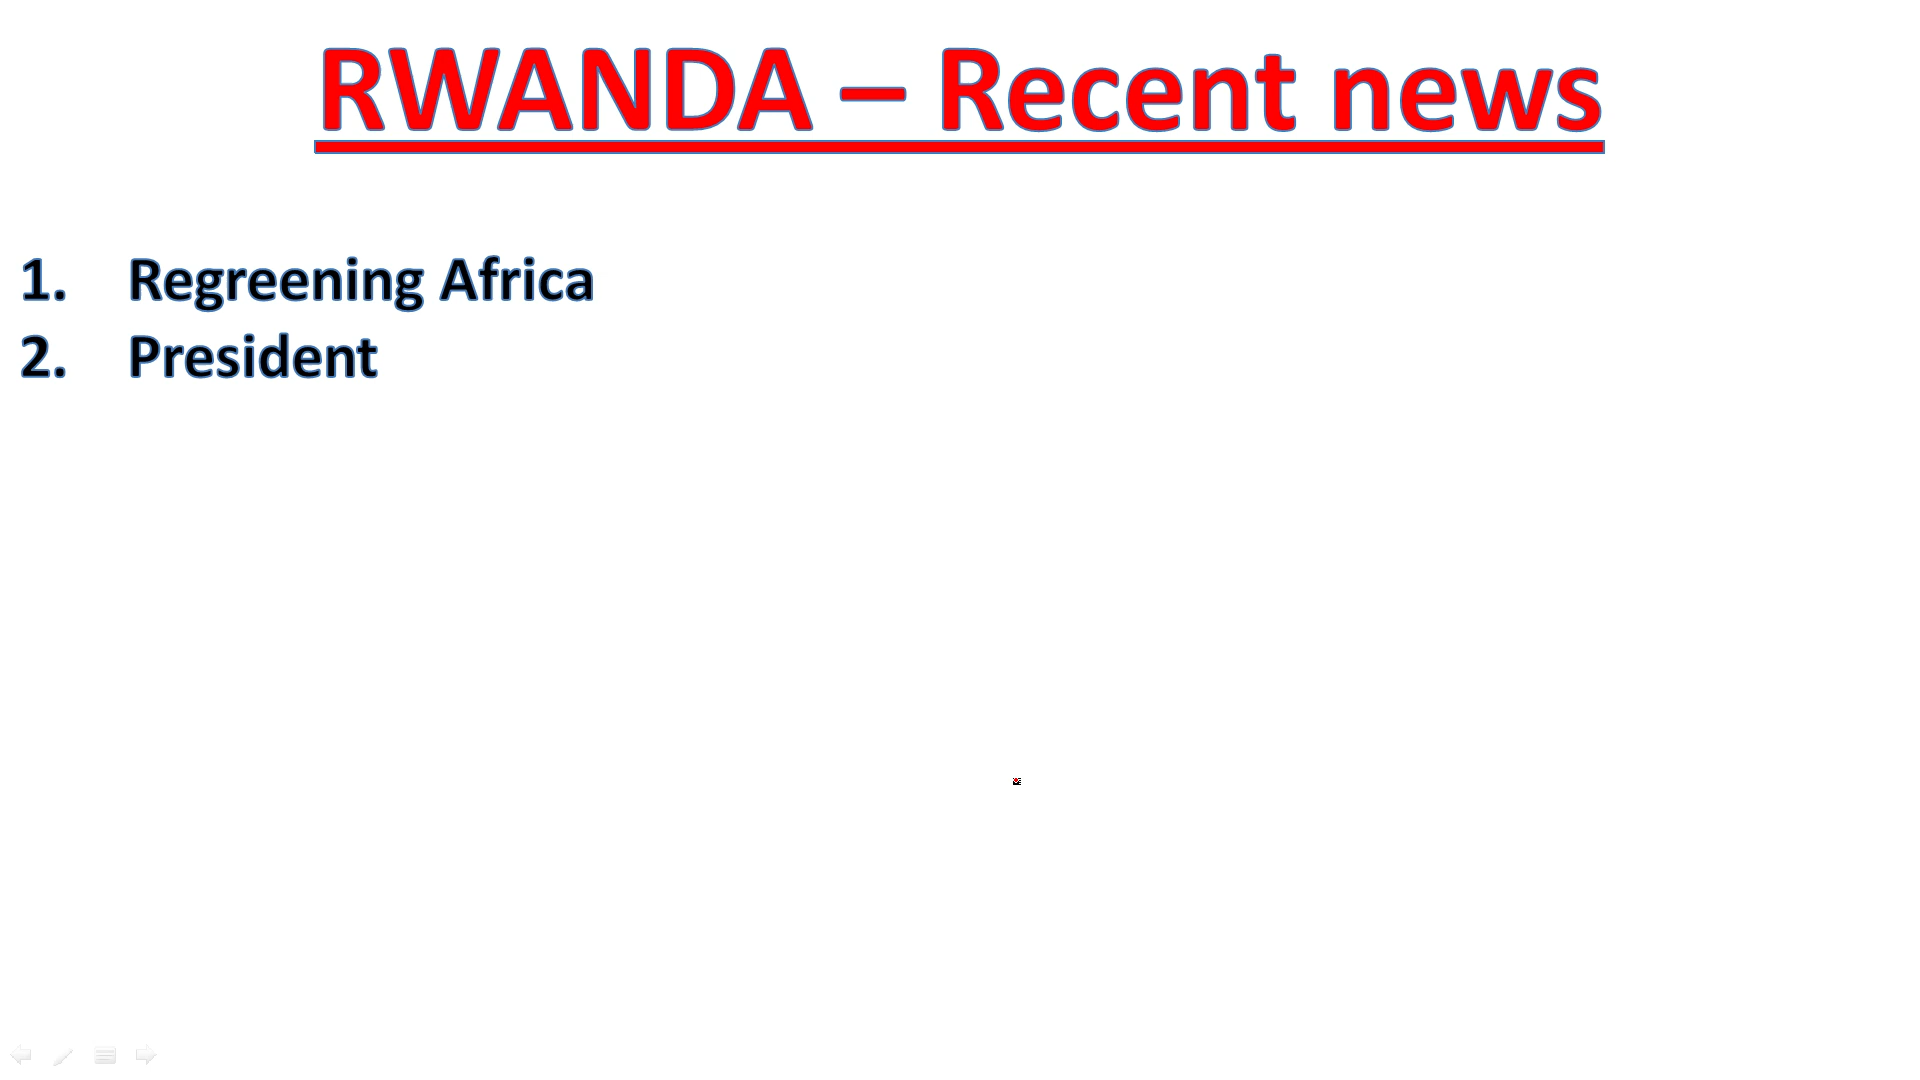 RWANDA – Recent news
1. Regreening Africa
2. President